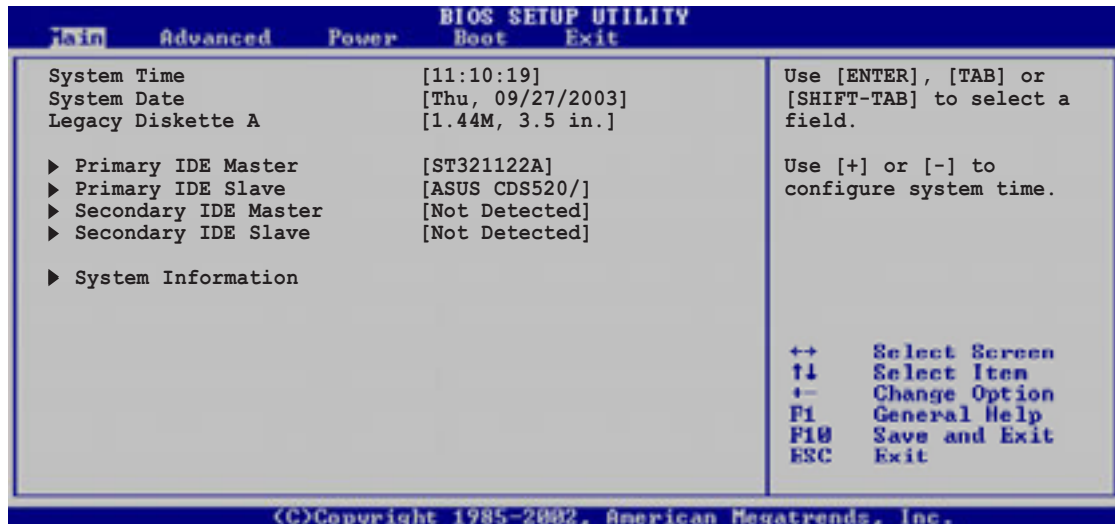 BIOS SETUP UTILITY
Main Advanced Power Boot Exit
System Time [11:10:19]
System Date [Thu, 09/27/2003]
Legacy Diskette A [1.44M, 3.5 in.]
▶ Primary IDE Master [ST321122A]
▶ Primary IDE Slave [ASUS CDS520/]
▶ Secondary IDE Master [Not Detected]
▶ Secondary IDE Slave [Not Detected]
▶ System Information
Use [ENTER], [TAB] or
[SHIFT-TAB] to select a
field.
Use [+] or [-] to
configure system time.
←→ Select Screen
↑↓ Select Item
+- Change Option
F1 General Help
F10 Save and Exit
ESC Exit
(C)Copyright 1985-2002, American Megatrends, Inc.